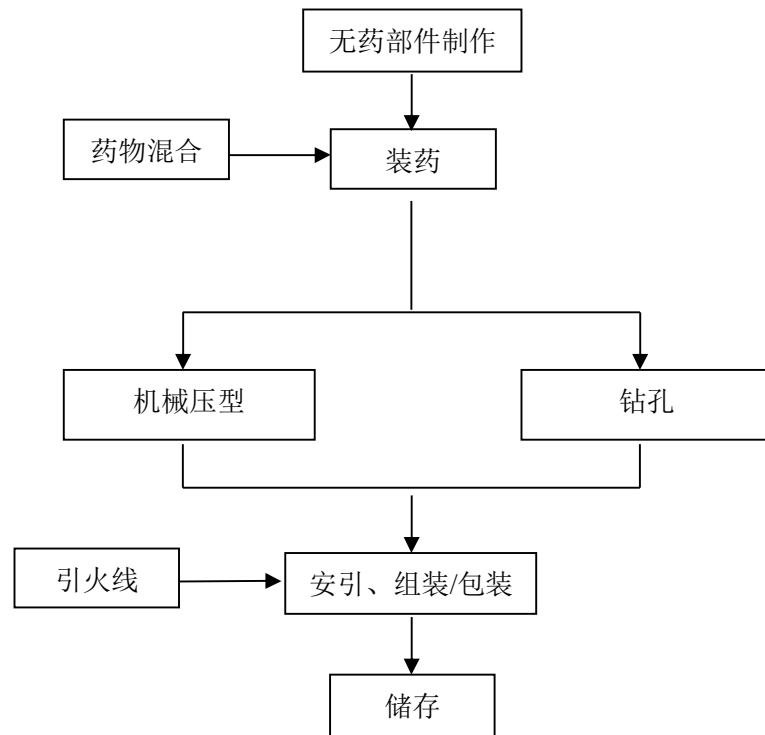 无药部件制作
药物混合
装药
机械压型
钻孔
引火线
安引、组装/包装
储存